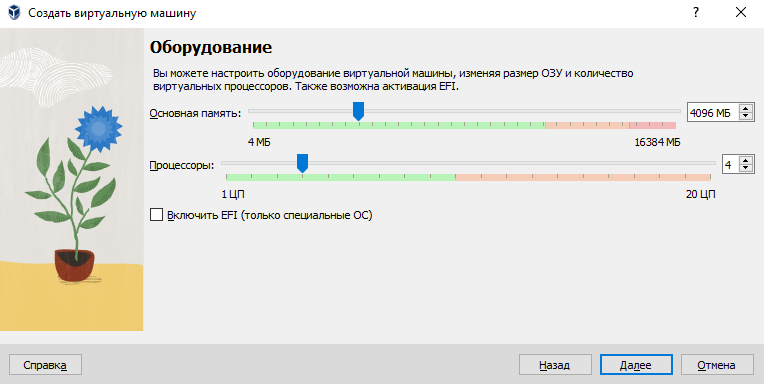 Создать виртуальную машину
Оборудование
Вы можете настроить оборудование виртуальной машины, изменяя размер ОЗУ и количество
виртуальных процессоров. Также возможна активация EFI.
Основная память: 4096 МБ
4 МБ 16384 МБ
Процессоры: 4
1 ЦП 20 ЦП
Включить EFI (только специальные ОС)
Справка Назад Далее Отмена